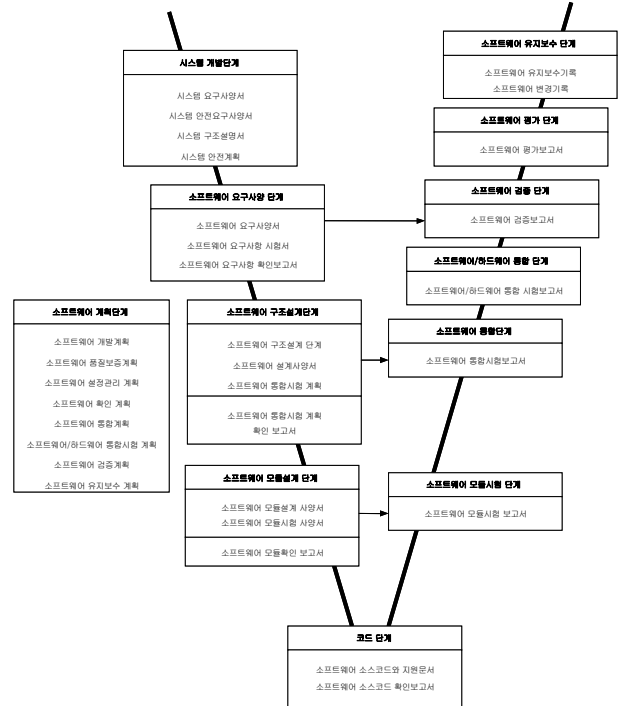 시스템 개발단계
시스템 요구사양서
시스템 안전요구사양서
시스템 구조설명서
시스템 안전계획
소프트웨어 요구사양 단계
소프트웨어 요구사양서
소프트웨어 요구사항 시험서
소프트웨어 요구사항 확인보고서
소프트웨어 계획단계
소프트웨어 개발계획
소프트웨어 품질보증계획
소프트웨어 설정관리 계획
소프트웨어 확인 계획
소프트웨어 통합계획
소프트웨어/하드웨어 통합시험 계획
소프트웨어 검증계획
소프트웨어 유지보수 계획
소프트웨어 구조설계단계
소프트웨어 구조설계 단계
소프트웨어 설계사양서
소프트웨어 통합시험 계획
소프트웨어 통합시험 계획
확인 보고서
소프트웨어 모듈설계 단계
소프트웨어 모듈설계 사양서
소프트웨어 모듈시험 사양서
소프트웨어 모듈확인 보고서
코드 단계
소프트웨어 소스코드와 지원문서
소프트웨어 소스코드 확인보고서
소프트웨어 유지보수 단계
소프트웨어 유지보수기록
소프트웨어 변경기록
소프트웨어 평가 단계
소프트웨어 평가보고서
소프트웨어 검증 단계
소프트웨어 검증보고서
소프트웨어/하드웨어 통합 단계
소프트웨어/하드웨어 통합 시험보고서
소프트웨어 통합단계
소프트웨어 통합시험보고서
소프트웨어 모듈시험 단계
소프트웨어 모듈시험 보고서